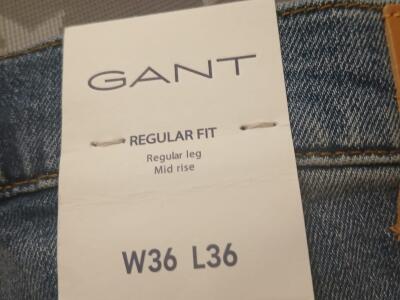 GANT
REGULAR FIT
Regular leg
Mid rise
W36 L36